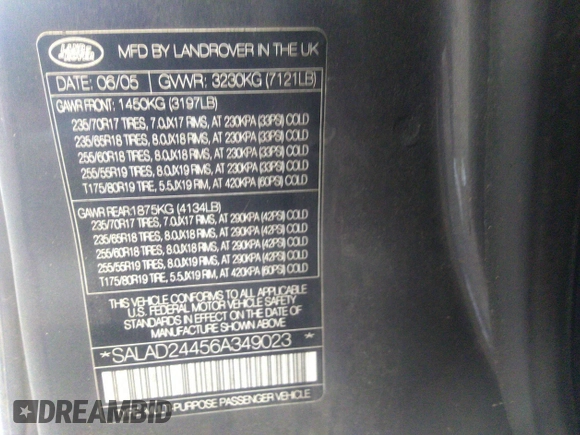 LAND
ROVER
MFD BY LANDROVER IN THE UK
DATE: 06/05 GVWR: 3230KG (7121LB)
GAWR FRONT: 1450KG (3197LB)
235/70R17 TIRES, 7.0JX17 RIMS, AT 230KPA (33PSI) COLD
235/65R18 TIRES, 8.0JX18 RIMS, AT 230KPA (33PSI) COLD
255/60R18 TIRES, 8.0JX18 RIMS, AT 230KPA (33PSI) COLD
255/55R19 TIRES, 8.0JX19 RIMS, AT 230KPA (33PSI) COLD
T175/80R19 TIRE, 5.5JX19 RIM, AT 420KPA (60PSI) COLD
GAWR REAR:1875KG (4134LB)
235/70R17 TIRES, 7.0JX17 RIMS, AT 290KPA (42PSI) COLD
235/65R18 TIRES, 8.0JX18 RIMS, AT 290KPA (42PSI) COLD
255/60R18 TIRES, 8.0JX18 RIMS, AT 290KPA (42PSI) COLD
255/55R19 TIRES, 8.0JX19 RIMS, AT 290KPA (42PSI) COLD
T175/80R19 TIRE, 5.5JX19 RIM, AT 420KPA (60PSI) COLD
THIS VEHICLE CONFORMS TO ALL APPLICABLE
U.S. FEDERAL MOTOR VEHICLE SAFETY
STANDARDS IN EFFECT ON THE DATE OF
MANUFACTURE SHOWN ABOVE
*SALAD24456A349023*
-PURPOSE PASSENGER VEHICLE
DREAMBID